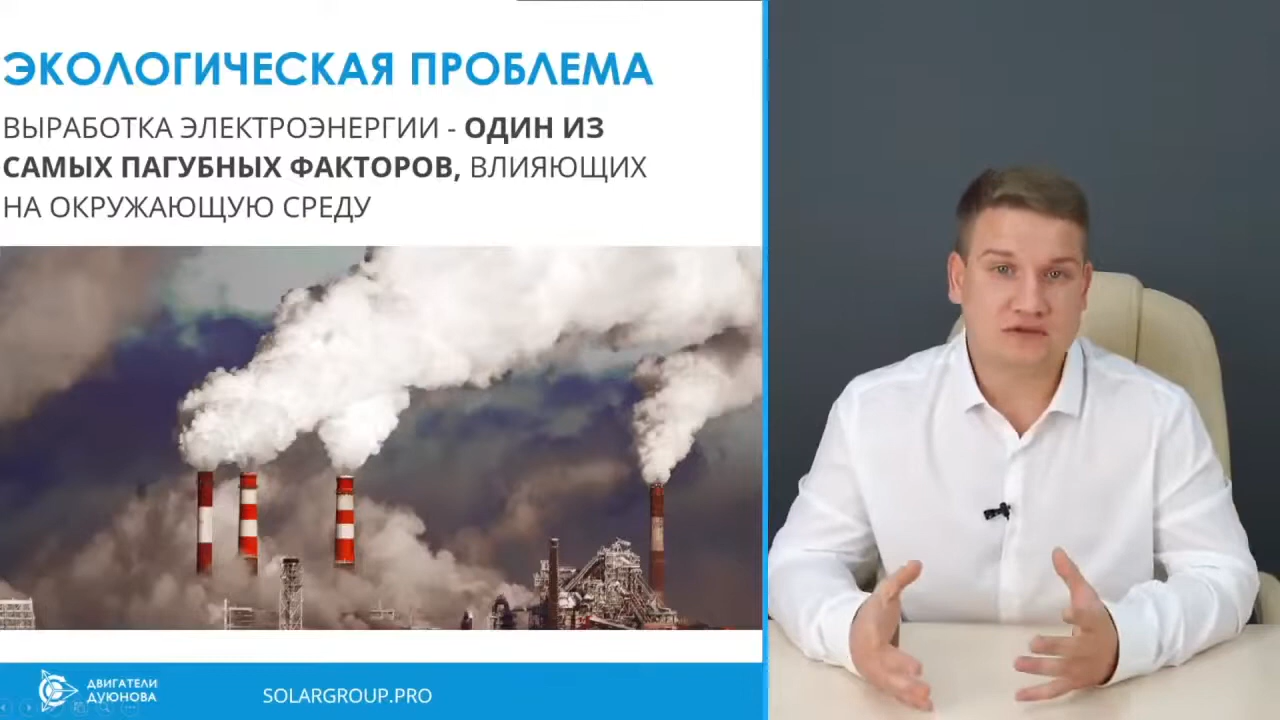 ЭКОЛОГИЧЕСКАЯ ПРОБЛЕМА
ВЫРАБОТКА ЭЛЕКТРОЭНЕРГИИ - ОДИН ИЗ
САМЫХ ПАГУБНЫХ ФАКТОРОВ, ВЛИЯЮЩИХ
НА ОКРУЖАЮЩУЮ СРЕДУ
ДВИГАТЕЛИ
ДУЮНОВА
SOLARGROUP.PRO